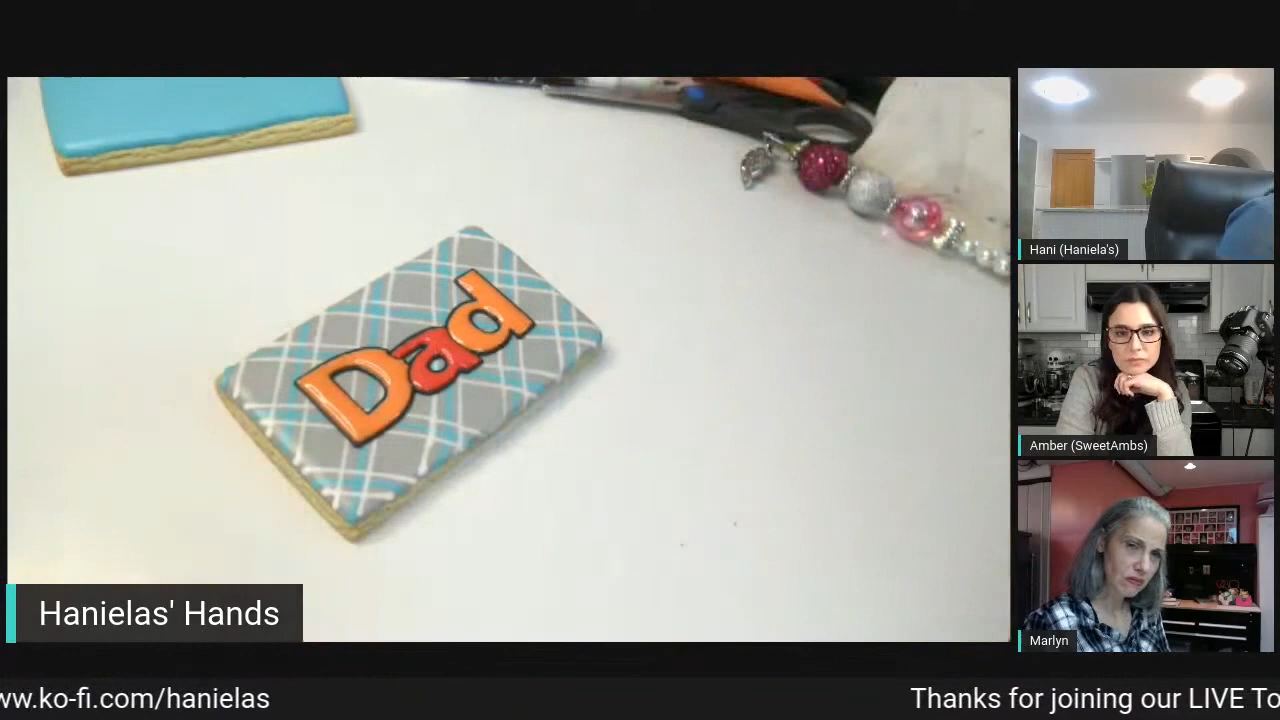 Dad
Hani (Haniela's)
Amber (SweetAmbs)
Hanielas' Hands
Marlyn
ww.ko-fi.com/hanielas
Thanks for joining our LIVE To